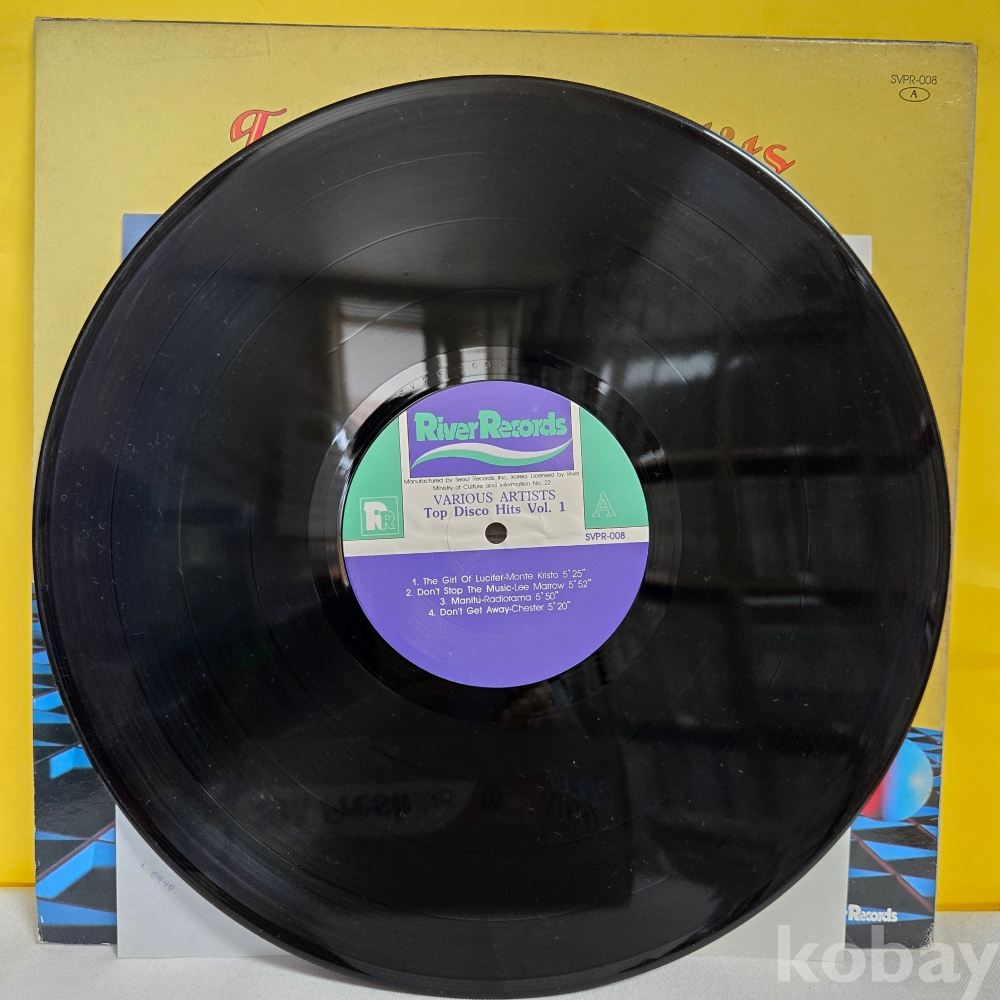 SVPR-008
A
River Records
Manufactured by Seoul Records, Inc., Korea. Licensed by River
Ministry of Culture and Information No. 22
VARIOUS ARTISTS
Top Disco Hits Vol. 1
R
A
SVPR-008
1. The Girl Of Lucifer-Monte Kristo 5'25"
2. Don't Stop The Music-Lee Marrow 5'52"
3. Manitú-Radiorama 5'50"
4. Don't Get Away-Chester 5'20"
Records
kobay